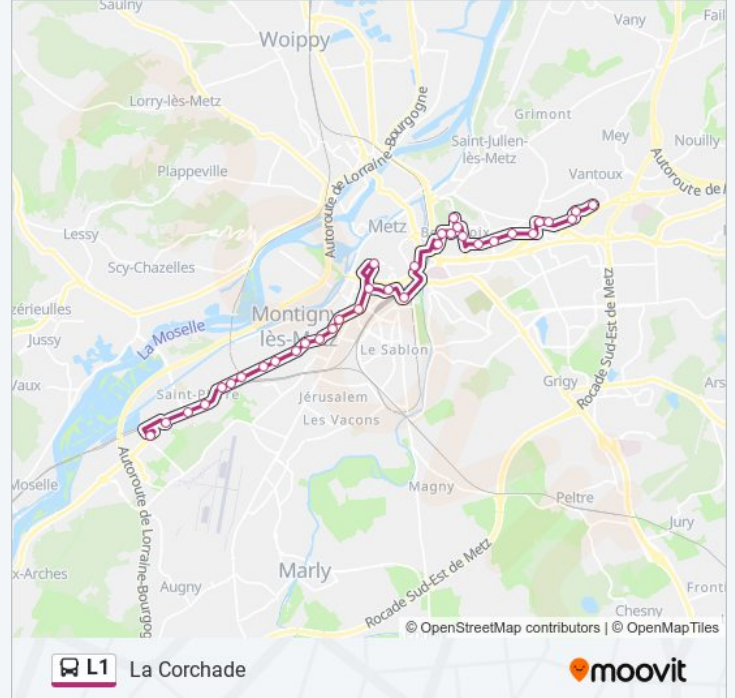 Saulny
Vany
Fail
Woippy
Lorry-lès-Metz
Autoroute de Lorraine-Bourgogne
Grimont
Mey
Nouilly
Saint-Julien-
lès-Metz
Plappeville
Vantoux
Autoroute de l
Lessy
Metz
Scy-Chazelles
zérieulles
Montigny
lès-Metz
Jussy
La Moselle
Le Sablon
Rocade Sud-Est de Metz
Vaux
Saint-Pierre
Grigy
Ars
Jérusalem
Les Vacons
Moselle
Autoroute de Lorraine-Bourgog
Magny
Peltre
Jury
x-Arches
Augny
Marly
Rocade Sud-Est de Metz
Fronti
Chesny
© OpenStreetMap contributors | © OpenMapTiles
L1 La Corchade
moovit